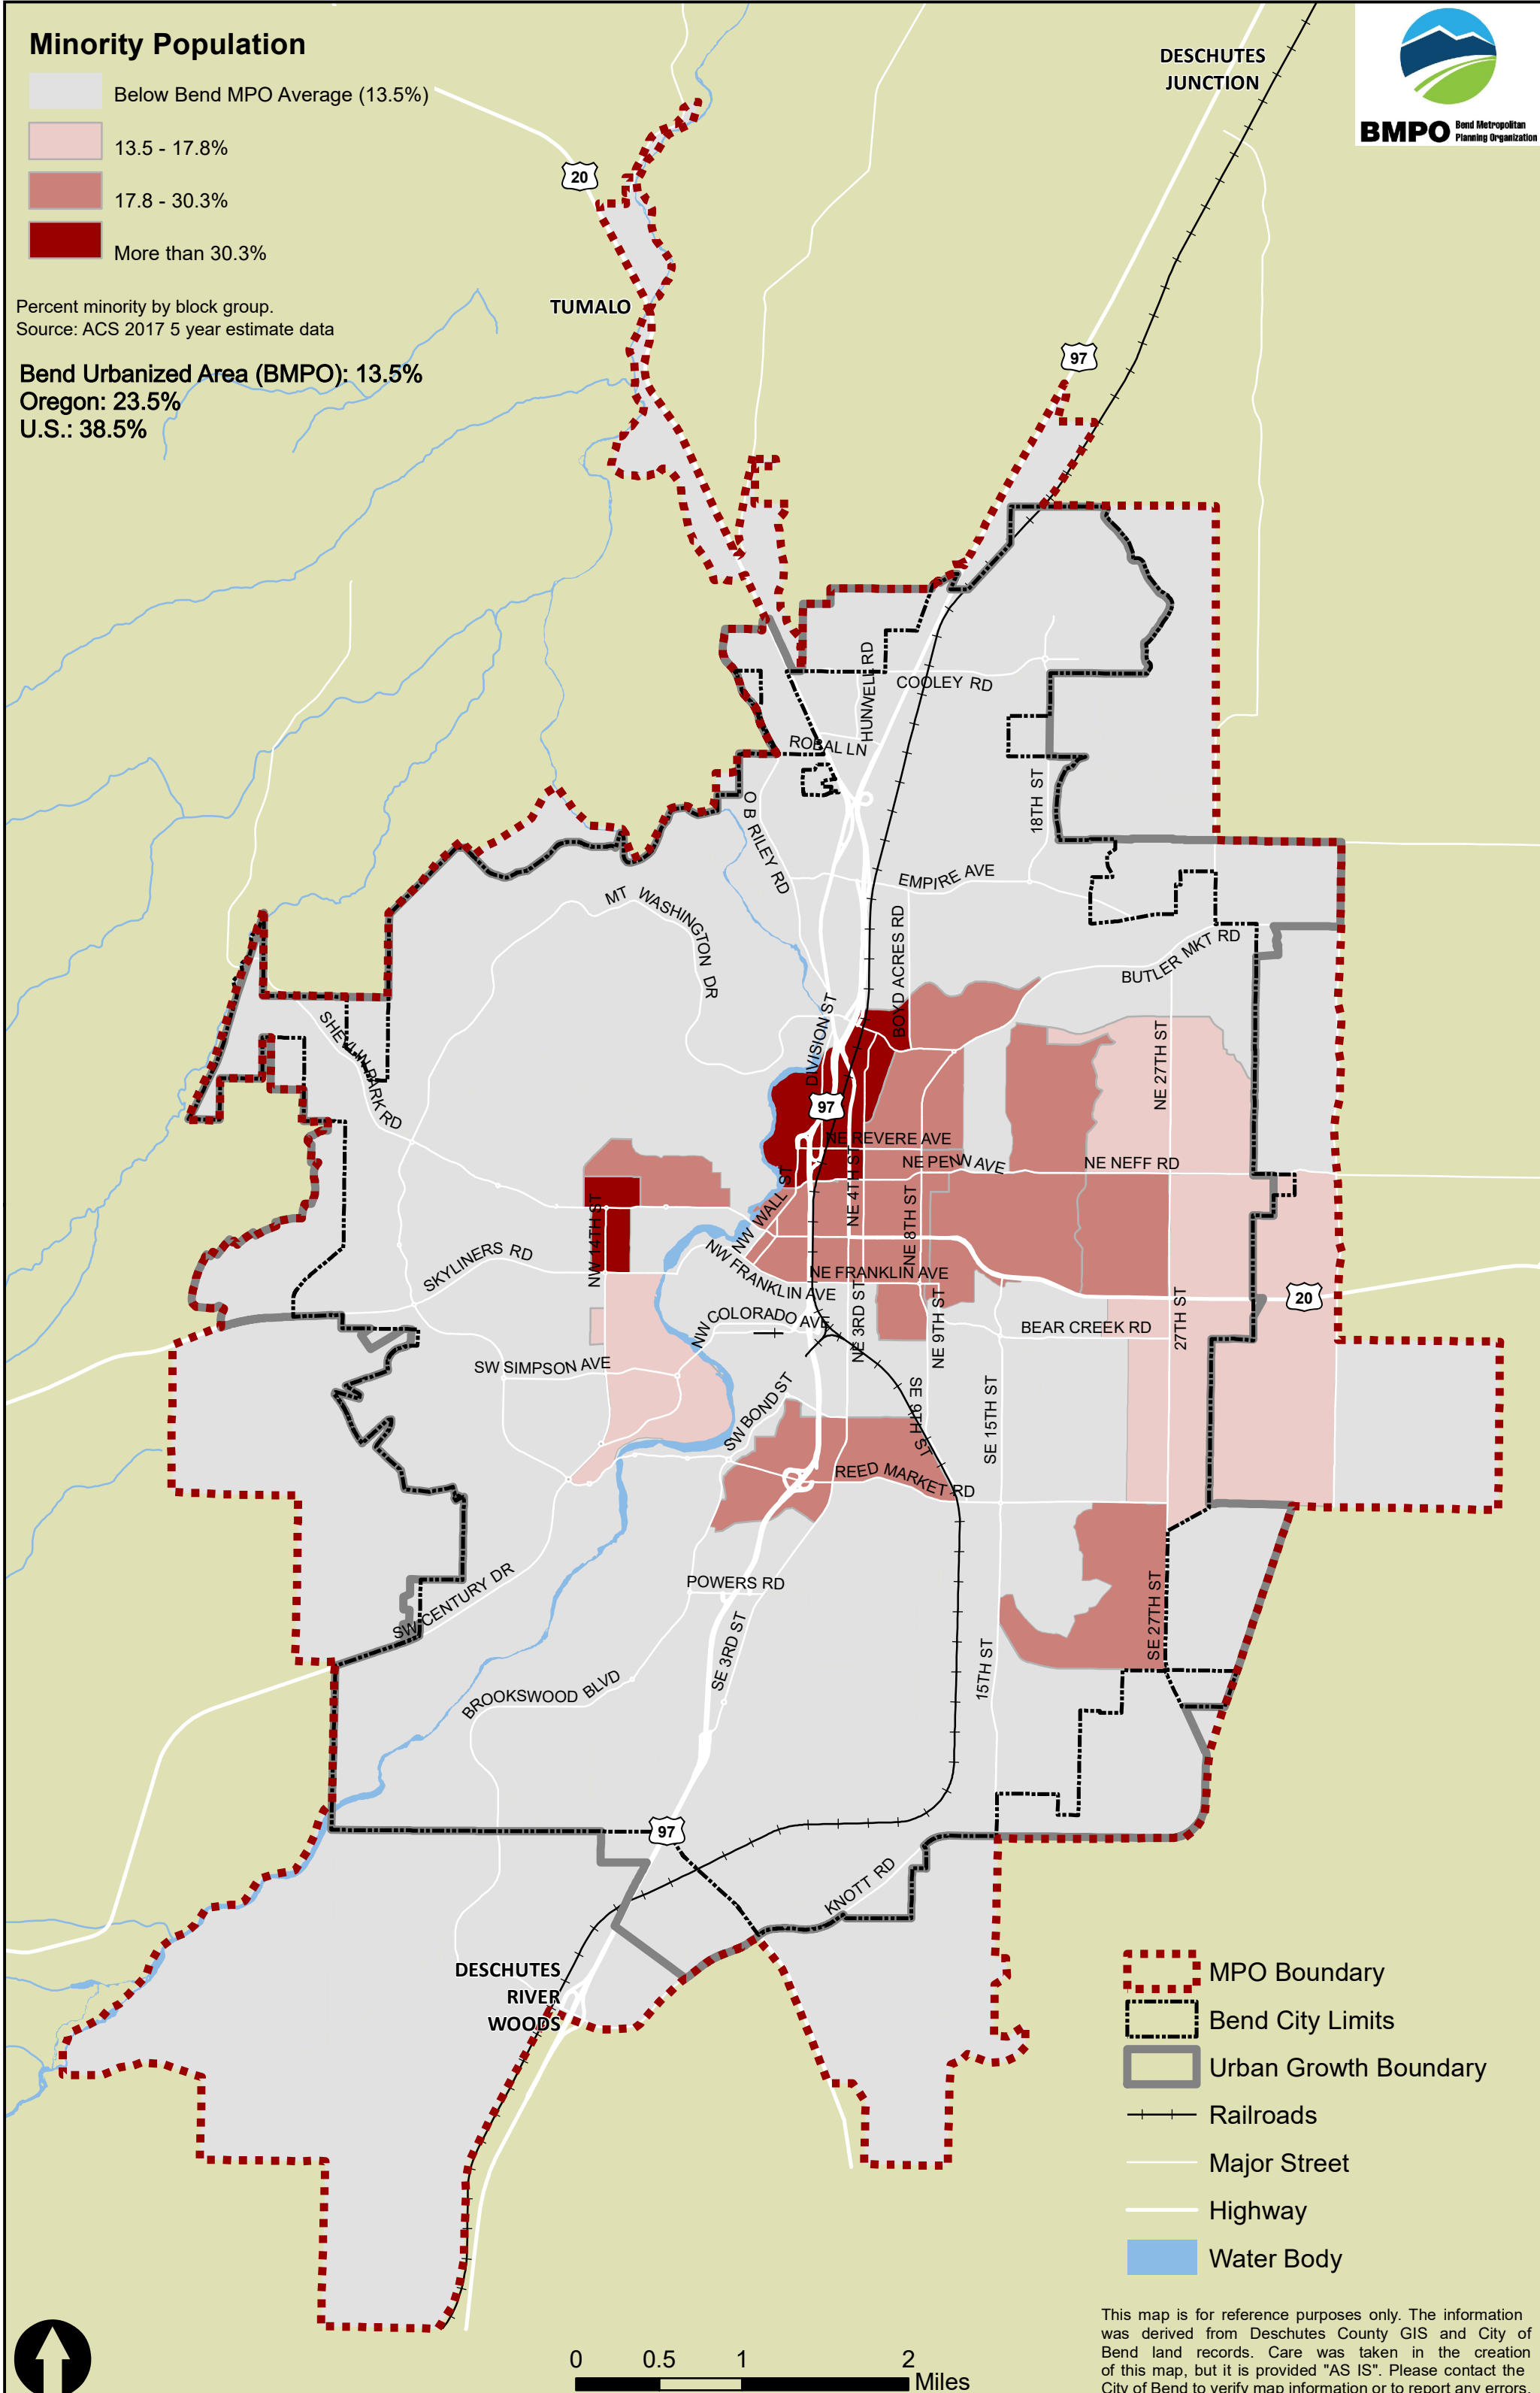 Minority Population
Below Bend MPO Average (13.5%)
13.5 - 17.8%
17.8 - 30.3%
More than 30.3%
Percent minority by block group.
Source: ACS 2017 5 year estimate data
Bend Urbanized Area (BMPO): 13.5%
Oregon: 23.5%
U.S.: 38.5%
BMPO Bend Metropolitan
Planning Organization
DESCHUTES
JUNCTION
20
TUMALO
97
HUNNELL RD
COOLEY RD
ROBAL LN
18TH ST
O B RILEY RD
EMPIRE AVE
MT WASHINGTON DR
BOYD ACRES RD
BUTLER MKT RD
SHEVLIN PARK RD
DIVISION ST
NE 27TH ST
97
NE REVERE AVE
NE PENN AVE
NE NEFF RD
NW 14TH ST
NW WALL ST
NE 4TH ST
NE 8TH ST
SKYLINERS RD
NW FRANKLIN AVE
NE FRANKLIN AVE
20
NW COLORADO AVE
NE 3RD ST
NE 9TH ST
BEAR CREEK RD
27TH ST
SW SIMPSON AVE
SW BOND ST
SE 9TH ST
SE 15TH ST
REED MARKET RD
POWERS RD
SW CENTURY DR
SE 3RD ST
SE 27TH ST
BROOKSWOOD BLVD
15TH ST
97
KNOTT RD
DESCHUTES
RIVER
WOODS
MPO Boundary
Bend City Limits
Urban Growth Boundary
Railroads
Major Street
Highway
Water Body
0 0.5 1 2
Miles
This map is for reference purposes only. The information
was derived from Deschutes County GIS and City of
Bend land records. Care was taken in the creation
of this map, but it is provided "AS IS". Please contact the
City of Bend to verify map information or to report any errors.